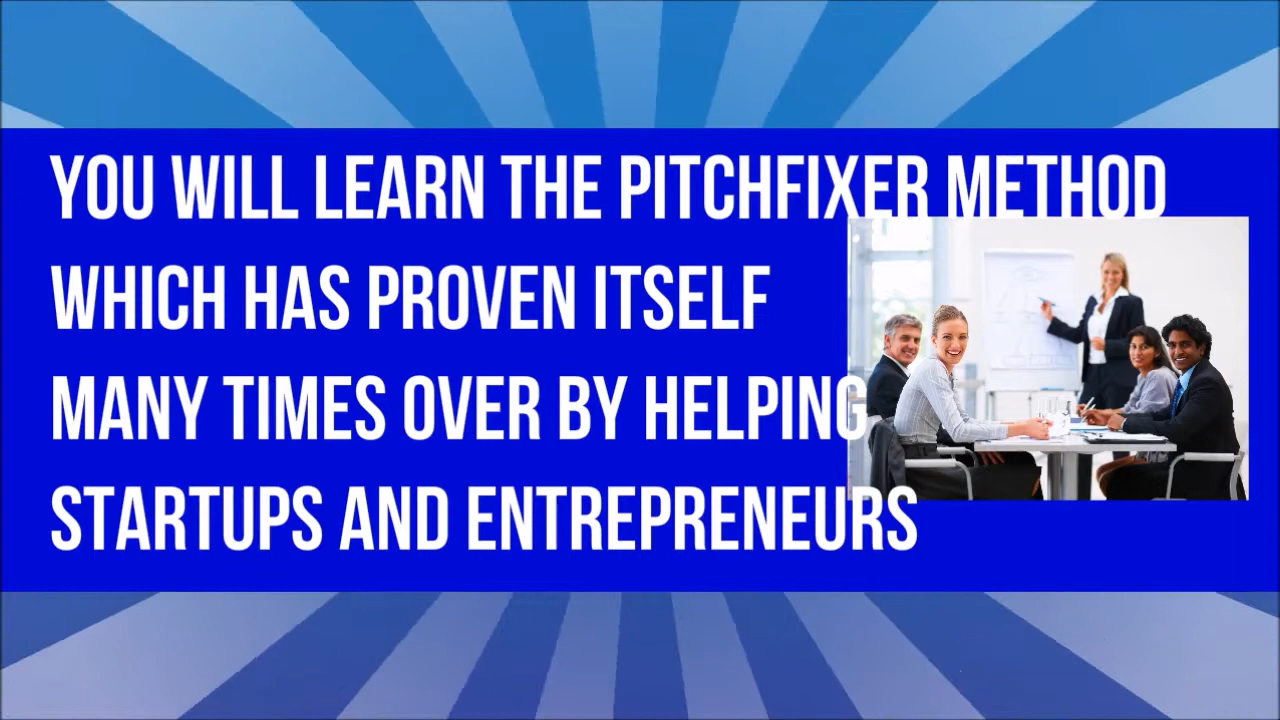 YOU WILL LEARN THE PITCHFIXER METHOD
WHICH HAS PROVEN ITSELF
MANY TIMES OVER BY HELPING
STARTUPS AND ENTREPRENEURS